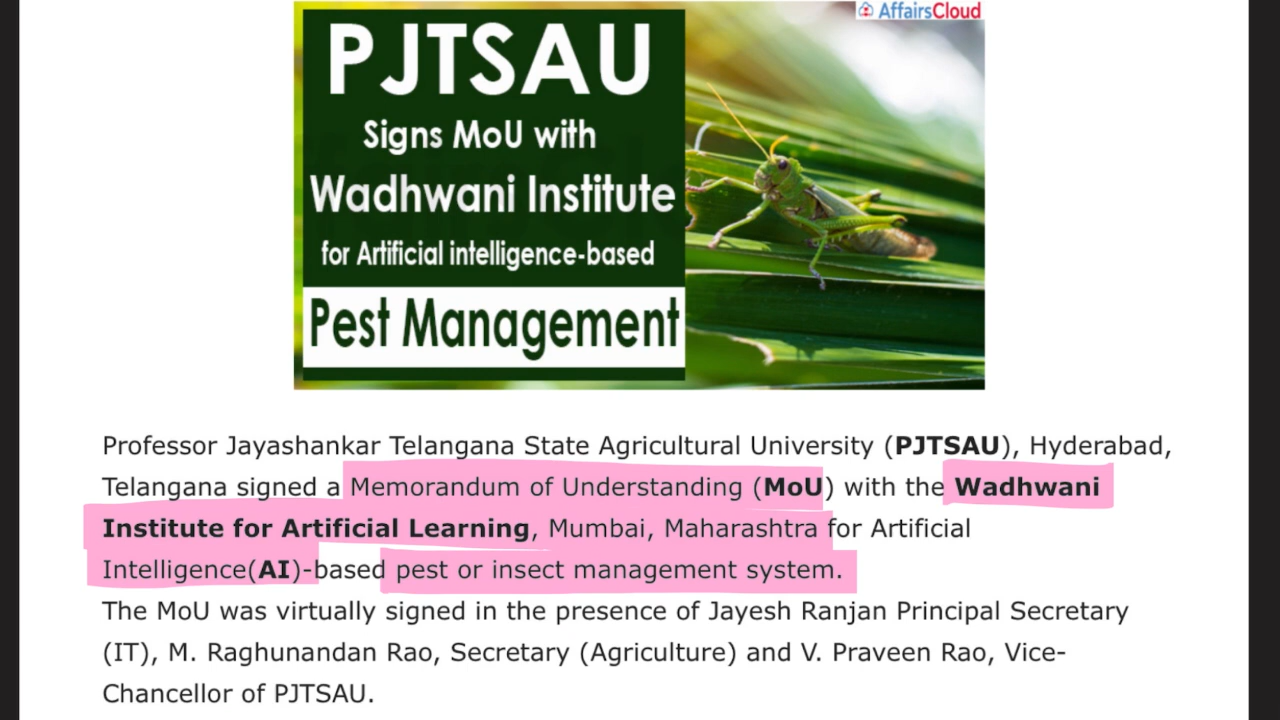 AffairsCloud
PJTSAU
Signs MoU with
Wadhwani Institute
for Artificial intelligence-based
Pest Management
Professor Jayashankar Telangana State Agricultural University (PJTSAU), Hyderabad,
Telangana signed a Memorandum of Understanding (MoU) with the Wadhwani
Institute for Artificial Learning, Mumbai, Maharashtra for Artificial
Intelligence(AI)-based pest or insect management system.
The MoU was virtually signed in the presence of Jayesh Ranjan Principal Secretary
(IT), M. Raghunandan Rao, Secretary (Agriculture) and V. Praveen Rao, Vice-
Chancellor of PJTSAU.